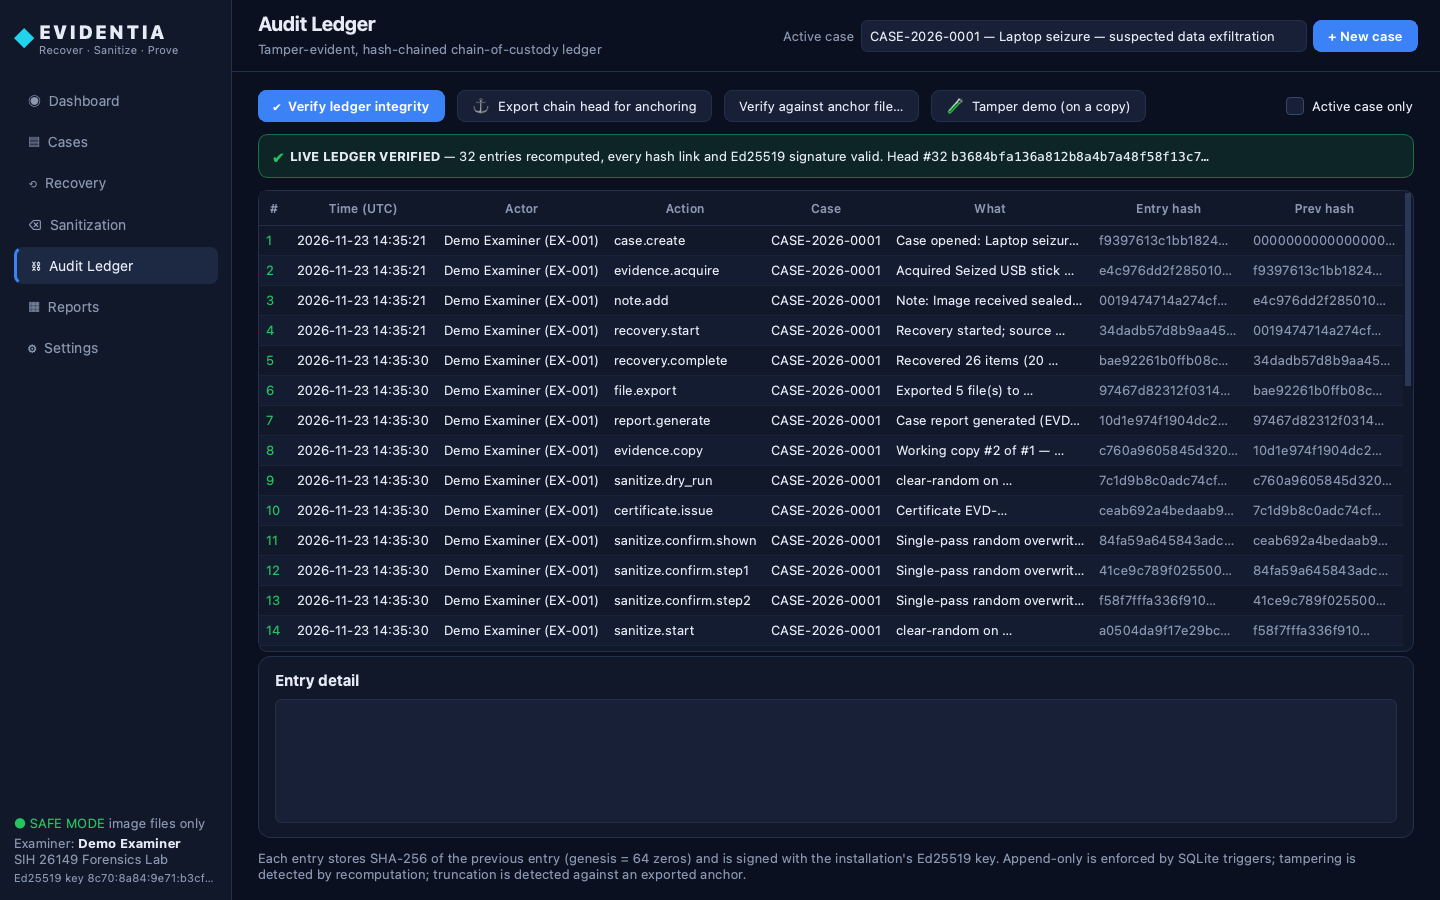 EVIDENTIA
Recover · Sanitize · Prove
Dashboard
Cases
Recovery
Sanitization
Audit Ledger
Reports
Settings
SAFE MODE image files only
Examiner: Demo Examiner
SIH 26149 Forensics Lab
Ed25519 key 8c70:8a84:9e71:b3cf...
Audit Ledger
Tamper-evident, hash-chained chain-of-custody ledger
Active case CASE-2026-0001 — Laptop seizure — suspected data exfiltration + New case
✔ Verify ledger integrity Export chain head for anchoring Verify against anchor file... Tamper demo (on a copy) Active case only
✔ LIVE LEDGER VERIFIED — 32 entries recomputed, every hash link and Ed25519 signature valid. Head #32 b3684bfa136a812b8a4b7a48f58f13c7…
# Time (UTC) Actor Action Case What Entry hash Prev hash
1 2026-11-23 14:35:21 Demo Examiner (EX-001) case.create CASE-2026-0001 Case opened: Laptop seizur... f9397613c1bb1824... 0000000000000000...
2 2026-11-23 14:35:21 Demo Examiner (EX-001) evidence.acquire CASE-2026-0001 Acquired Seized USB stick ... e4c976dd2f285010... f9397613c1bb1824...
3 2026-11-23 14:35:21 Demo Examiner (EX-001) note.add CASE-2026-0001 Note: Image received sealed... 0019474714a274cf... e4c976dd2f285010...
4 2026-11-23 14:35:21 Demo Examiner (EX-001) recovery.start CASE-2026-0001 Recovery started; source ... 34dadb57d8b9aa45... 0019474714a274cf...
5 2026-11-23 14:35:30 Demo Examiner (EX-001) recovery.complete CASE-2026-0001 Recovered 26 items (20 ... bae92261b0ffb08c... 34dadb57d8b9aa45...
6 2026-11-23 14:35:30 Demo Examiner (EX-001) file.export CASE-2026-0001 Exported 5 file(s) to ... 97467d82312f0314... bae92261b0ffb08c...
7 2026-11-23 14:35:30 Demo Examiner (EX-001) report.generate CASE-2026-0001 Case report generated (EVD... 10d1e974f1904dc2... 97467d82312f0314...
8 2026-11-23 14:35:30 Demo Examiner (EX-001) evidence.copy CASE-2026-0001 Working copy #2 of #1 — ... c760a9605845d320... 10d1e974f1904dc2...
9 2026-11-23 14:35:30 Demo Examiner (EX-001) sanitize.dry_run CASE-2026-0001 clear-random on ... 7c1d9b8c0adc74cf... c760a9605845d320...
10 2026-11-23 14:35:30 Demo Examiner (EX-001) certificate.issue CASE-2026-0001 Certificate EVD-... ceab692a4bedaab9... 7c1d9b8c0adc74cf...
11 2026-11-23 14:35:30 Demo Examiner (EX-001) sanitize.confirm.shown CASE-2026-0001 Single-pass random overwrit... 84fa59a645843adc... ceab692a4bedaab9...
12 2026-11-23 14:35:30 Demo Examiner (EX-001) sanitize.confirm.step1 CASE-2026-0001 Single-pass random overwrit... 41ce9c789f025500... 84fa59a645843adc...
13 2026-11-23 14:35:30 Demo Examiner (EX-001) sanitize.confirm.step2 CASE-2026-0001 Single-pass random overwrit... f58f7fffa336f910... 41ce9c789f025500...
14 2026-11-23 14:35:30 Demo Examiner (EX-001) sanitize.start CASE-2026-0001 clear-random on ... a0504da9f17e29bc... f58f7fffa336f910...
Entry detail
Each entry stores SHA-256 of the previous entry (genesis = 64 zeros) and is signed with the installation's Ed25519 key. Append-only is enforced by SQLite triggers; tampering is
detected by recomputation; truncation is detected against an exported anchor.